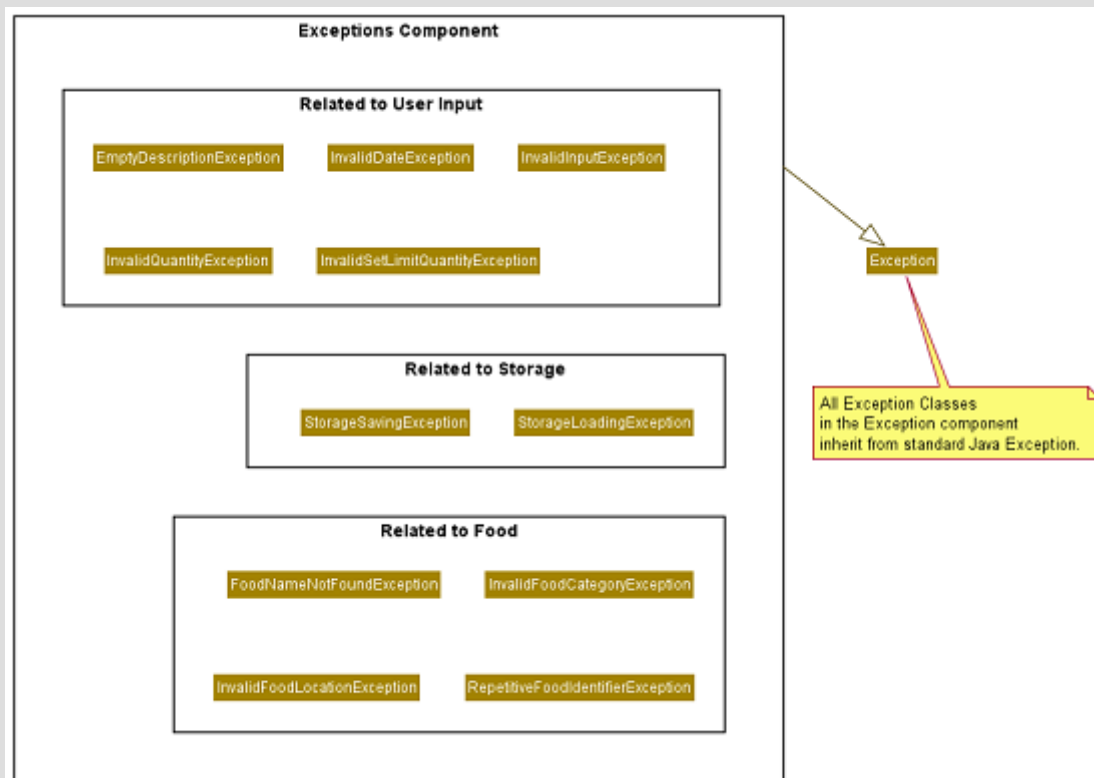 Exceptions Component
Related to User Input
EmptyDescriptionException
InvalidDateException
InvalidInputException
InvalidQuantityException
InvalidSetLimitQuantityException
Exception
Related to Storage
StorageSavingException
StorageLoadingException
All Exception Classes
in the Exception component
inherit from standard Java Exception.
Related to Food
FoodNameNotFoundException
InvalidFoodCategoryException
InvalidFoodLocationException
RepetitiveFoodIdentifierException